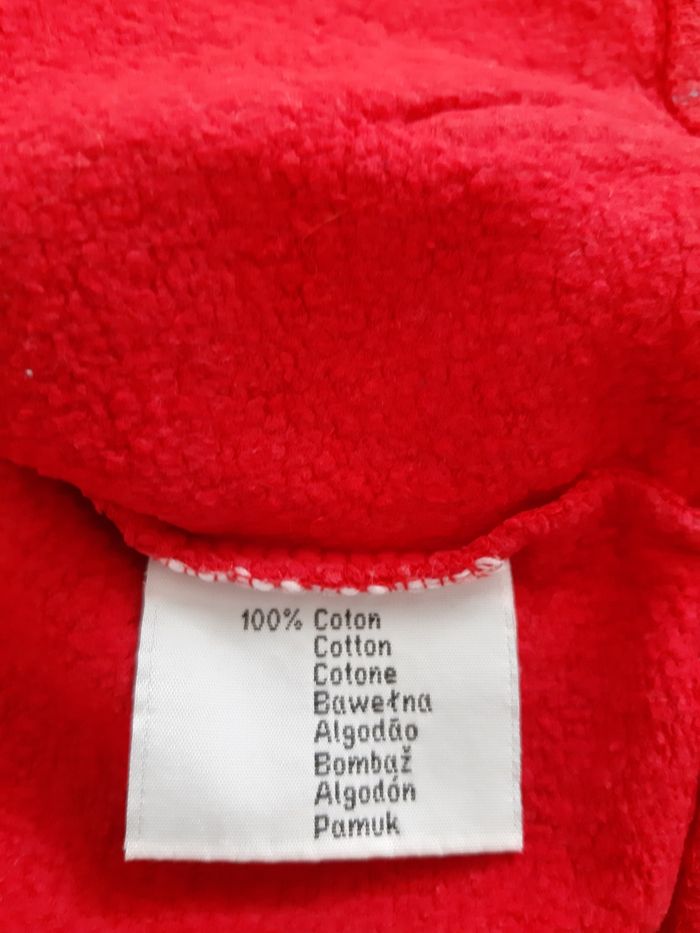 100% Coton
Cotton
Cotone
Bawełna
Algodão
Bombaž
Algodón
Pamuk